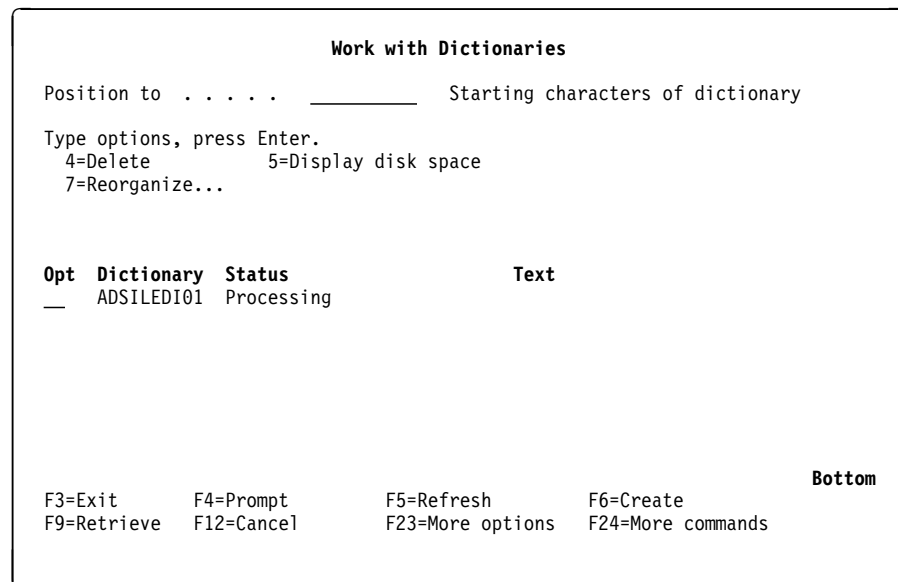 Work with Dictionaries
Position to . . . . . __________ Starting characters of dictionary
Type options, press Enter.
4=Delete 5=Display disk space
7=Reorganize...
Opt Dictionary Status Text
__ ADSILEDI01 Processing
Bottom
F3=Exit F4=Prompt F5=Refresh F6=Create
F9=Retrieve F12=Cancel F23=More options F24=More commands